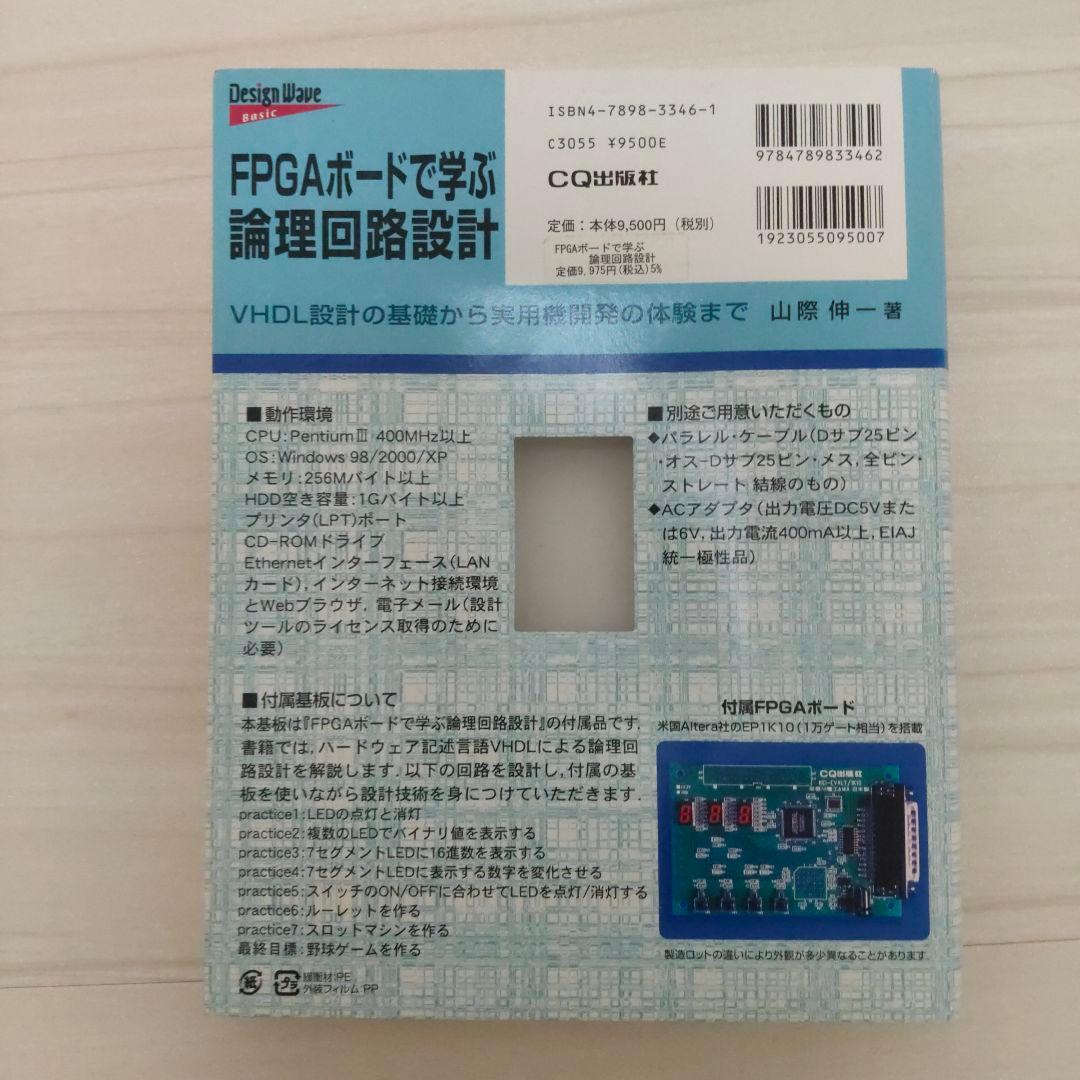 Design Wave
Basic
FPGAボードで学ぶ
論理回路設計
ISBN4-7898-3346-1
C3055 ¥9500E
CQ出版社
定価：本体9,500円（税別）
FPGAボードで学ぶ
論理回路設計
定価9,975円(税込)5%
9784789833462
1923055095007
VHDL設計の基礎から実用機開発の体験まで 山際 伸一 著
■動作環境
CPU:PentiumⅢ 400MHz以上
OS:Windows 98/2000/XP
メモリ:256Mバイト以上
HDD空き容量:1Gバイト以上
プリンタ(LPT)ポート
CD-ROMドライブ
Ethernetインターフェース(LAN
カード),インターネット接続環境
とWebブラウザ,電子メール(設計
ツールのライセンス取得のために
必要)
■別途ご用意いただくもの
◆パラレル・ケーブル(Dサブ25ピン
・オス-Dサブ25ピン・メス,全ピン・
ストレート結線のもの)
◆ACアダプタ(出力電圧DC5Vまた
は6V,出力電流400mA以上,EIAJ
統一極性品)
■付属基板について
本基板は『FPGAボードで学ぶ論理回路設計』の付属品です.
書籍では,ハードウェア記述言語VHDLによる論理回
路設計を解説します.以下の回路を設計し,付属の基
板を使いながら設計技術を身につけていただきます.
practice1:LEDの点灯と消灯
practice2:複数のLEDでバイナリ値を表示する
practice3:7セグメントLEDに16進数を表示する
practice4:7セグメントLEDに表示する数字を変化させる
practice5:スイッチのON/OFFに合わせてLEDを点灯/消灯する
practice6:ルーレットを作る
practice7:スロットマシンを作る
最終目標:野球ゲームを作る
紙
プラ
緩衝材:PE
外装フィルム:PP
付属FPGAボード
米国Altera社のEP1K10(1万ゲート相当)を搭載
CQ出版社
8 8 8
製造ロットの違いにより外観が多少異なることがあります.